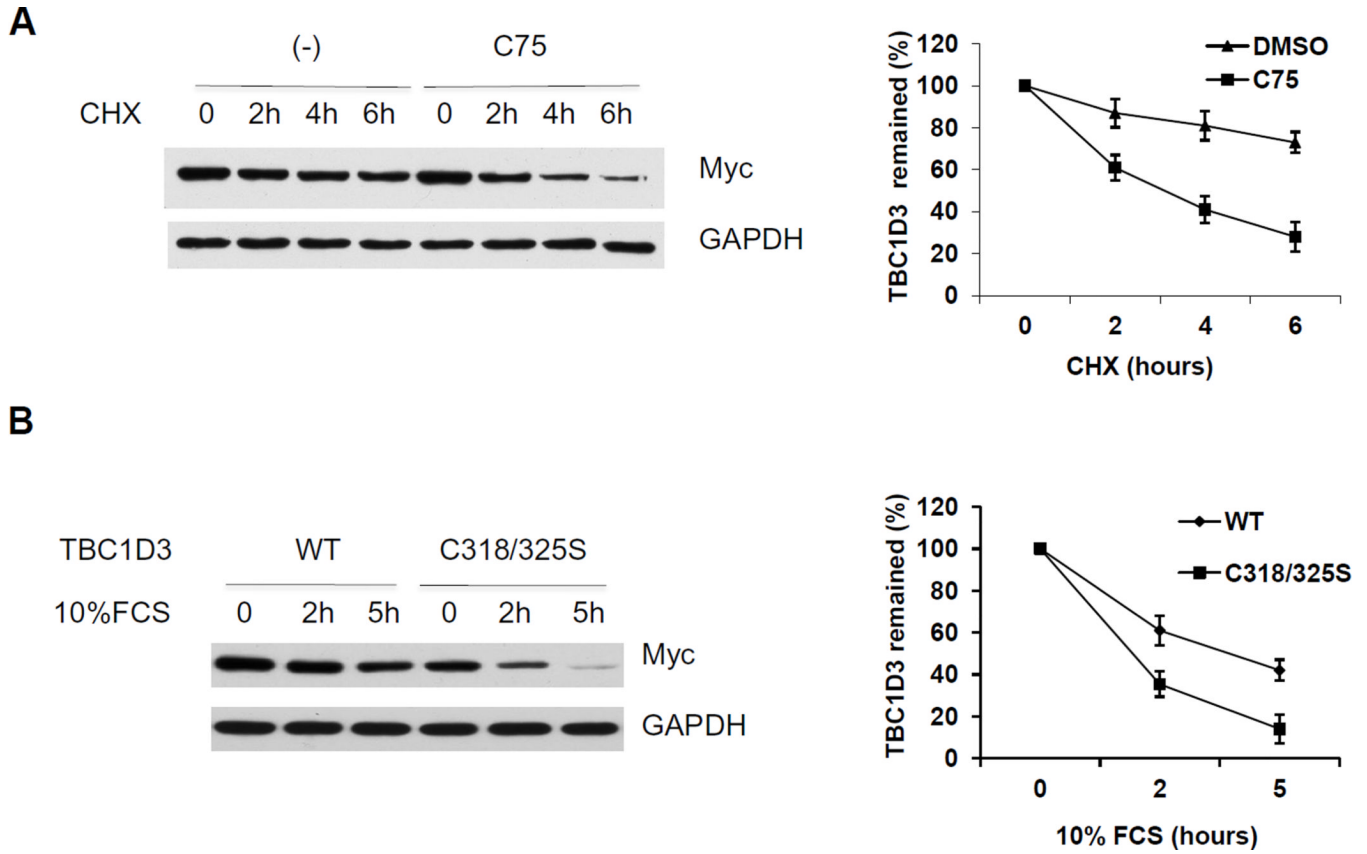 A
(-) C75
CHX 0 2h 4h 6h 0 2h 4h 6h
Myc
GAPDH
TBC1D3 remained (%)
120
100
80
60
40
20
0
DMSO
C75
0 2 4 6
CHX (hours)
B
TBC1D3 WT C318/325S
10%FCS 0 2h 5h 0 2h 5h
Myc
GAPDH
TBC1D3 remained (%)
120
100
80
60
40
20
0
WT
C318/325S
0 2 5
10% FCS (hours)